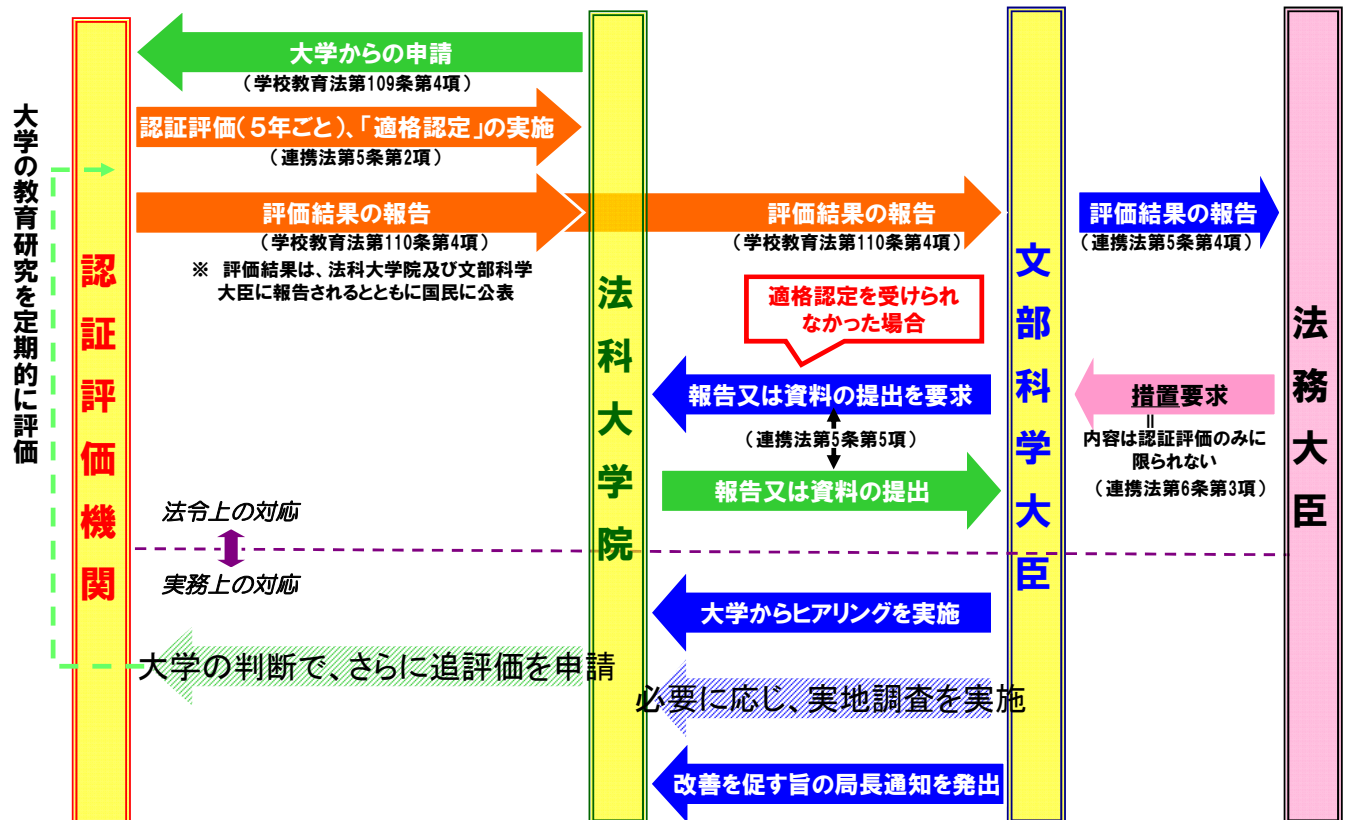 大学からの申請
（学校教育法第109条第4項）
認証評価（５年ごと）、「適格認定」の実施
（連携法第5条第2項）
評価結果の報告
（学校教育法第110条第4項）
※　評価結果は、法科大学院及び文部科学
大臣に報告されるとともに国民に公表
評価結果の報告
（学校教育法第110条第4項）
評価結果の報告
（連携法第5条第4項）
適格認定を受けられ
なかった場合
報告又は資料の提出を要求
（連携法第5条第5項）
報告又は資料の提出
措置要求
＝
内容は認証評価のみに
限られない
（連携法第6条第3項）
大学の教育研究を定期的に評価
認証評価機関
法科大学院
文部科学大臣
法務大臣
法令上の対応
実務上の対応
大学からヒアリングを実施
大学の判断で、さらに追評価を申請
必要に応じ、実地調査を実施
改善を促す旨の局長通知を発出